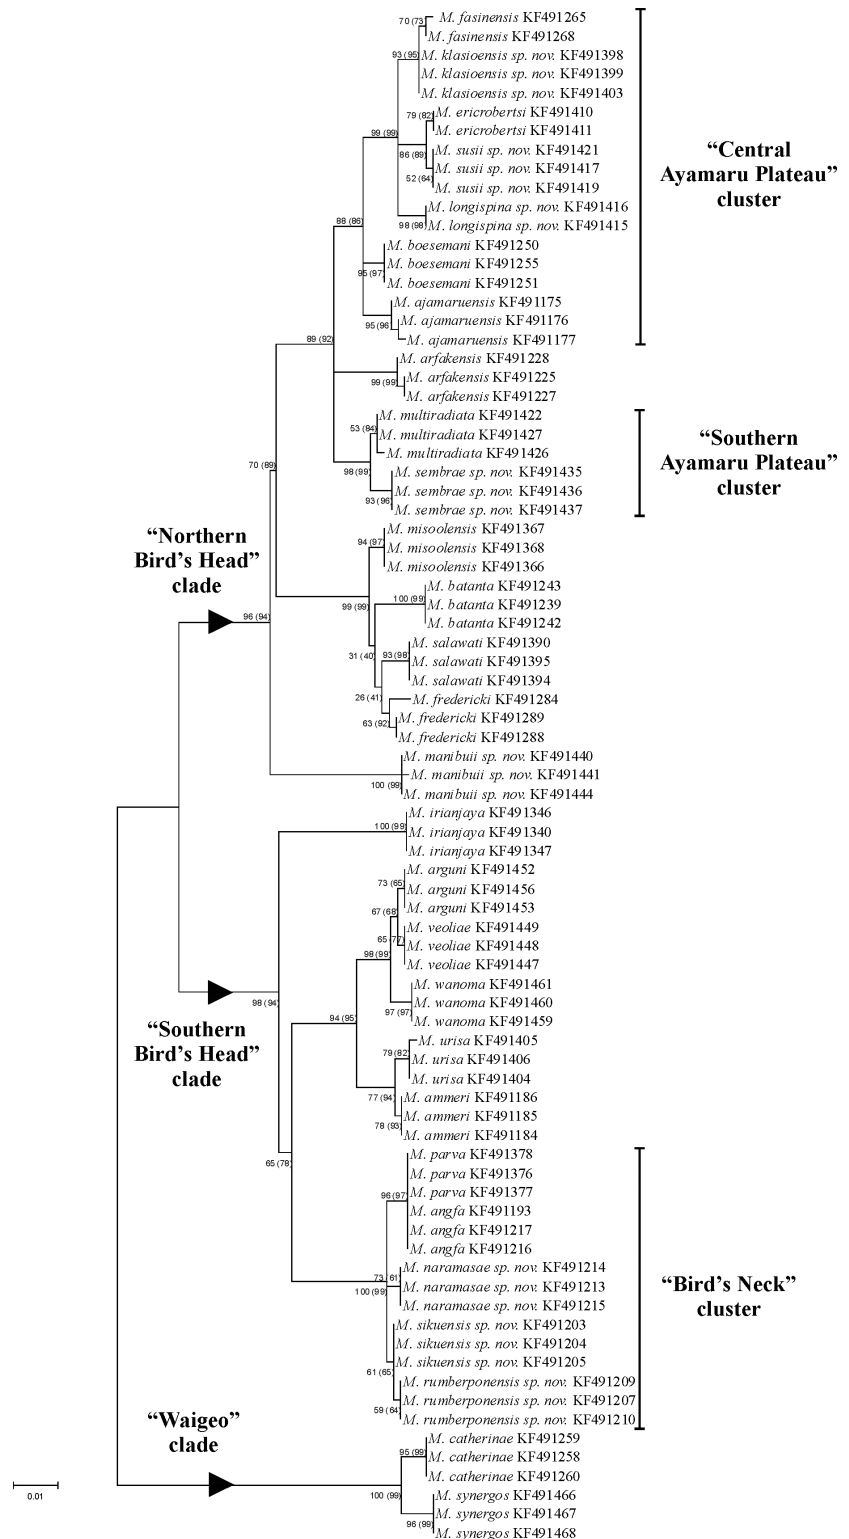 M. fasinensis KF491265
70 (73)
M. fasinensis KF491268
93 (95)
M. klasioensis sp. nov. KF491398
M. klasioensis sp. nov. KF491399
M. klasioensis sp. nov. KF491403
M. ericrobertsi KF491410
79 (82)
M. ericrobertsi KF491411
99 (99)
M. susii sp. nov. KF491421
86 (89)
M. susii sp. nov. KF491417
52 (64)
M. susii sp. nov. KF491419
M. longispina sp. nov. KF491416
98 (98)
M. longispina sp. nov. KF491415
88 (86)
M. boesemani KF491250
M. boesemani KF491255
95 (97)
M. boesemani KF491251
M. ajamaruensis KF491175
M. ajamaruensis KF491176
95 (96)
M. ajamaruensis KF491177
“Central
Ayamaru Plateau”
cluster
89 (92)
M. arfakensis KF491228
M. arfakensis KF491225
99 (99)
M. arfakensis KF491227
M. multiradiata KF491422
53 (84)
M. multiradiata KF491427
M. multiradiata KF491426
98 (99)
M. sembrae sp. nov. KF491435
M. sembrae sp. nov. KF491436
93 (96)
M. sembrae sp. nov. KF491437
“Southern
Ayamaru Plateau”
cluster
70 (89)
M. misoolensis KF491367
94 (97)
M. misoolensis KF491368
M. misoolensis KF491366
M. batanta KF491243
100 (99)
M. batanta KF491239
99 (99)
M. batanta KF491242
M. salawati KF491390
31 (40)
93 (98)
M. salawati KF491395
M. salawati KF491394
26 (41)
M. fredericki KF491284
M. fredericki KF491289
63 (92)
M. fredericki KF491288
“Northern
Bird’s Head”
clade
96 (94)
M. manibuii sp. nov. KF491440
M. manibuii sp. nov. KF491441
100 (99)
M. manibuii sp. nov. KF491444
M. irianjaya KF491346
100 (99)
M. irianjaya KF491340
M. irianjaya KF491347
M. arguni KF491452
73 (65)
M. arguni KF491456
M. arguni KF491453
67 (68)
M. veoliae KF491449
65 (77)
M. veoliae KF491448
98 (99)
M. veoliae KF491447
M. wanoma KF491461
M. wanoma KF491460
97 (97)
M. wanoma KF491459
98 (94)
“Southern
Bird’s Head”
clade
94 (95)
M. urisa KF491405
79 (82)
M. urisa KF491406
M. urisa KF491404
77 (94)
M. ammeri KF491186
M. ammeri KF491185
78 (93)
M. ammeri KF491184
65 (78)
M. parva KF491378
M. parva KF491376
M. parva KF491377
96 (97)
M. angfa KF491193
M. angfa KF491217
M. angfa KF491216
M. naramasae sp. nov. KF491214
73 (61)
M. naramasae sp. nov. KF491213
100 (99)
M. naramasae sp. nov. KF491215
M. sikuensis sp. nov. KF491203
M. sikuensis sp. nov. KF491204
M. sikuensis sp. nov. KF491205
61 (65)
M. rumberponensis sp. nov. KF491209
M. rumberponensis sp. nov. KF491207
59 (64)
M. rumberponensis sp. nov. KF491210
“Bird’s Neck”
cluster
“Waigeo”
clade
M. catherinae KF491259
95 (99)
M. catherinae KF491258
M. catherinae KF491260
100 (99)
M. synergos KF491466
M. synergos KF491467
96 (99)
M. synergos KF491468
0.01